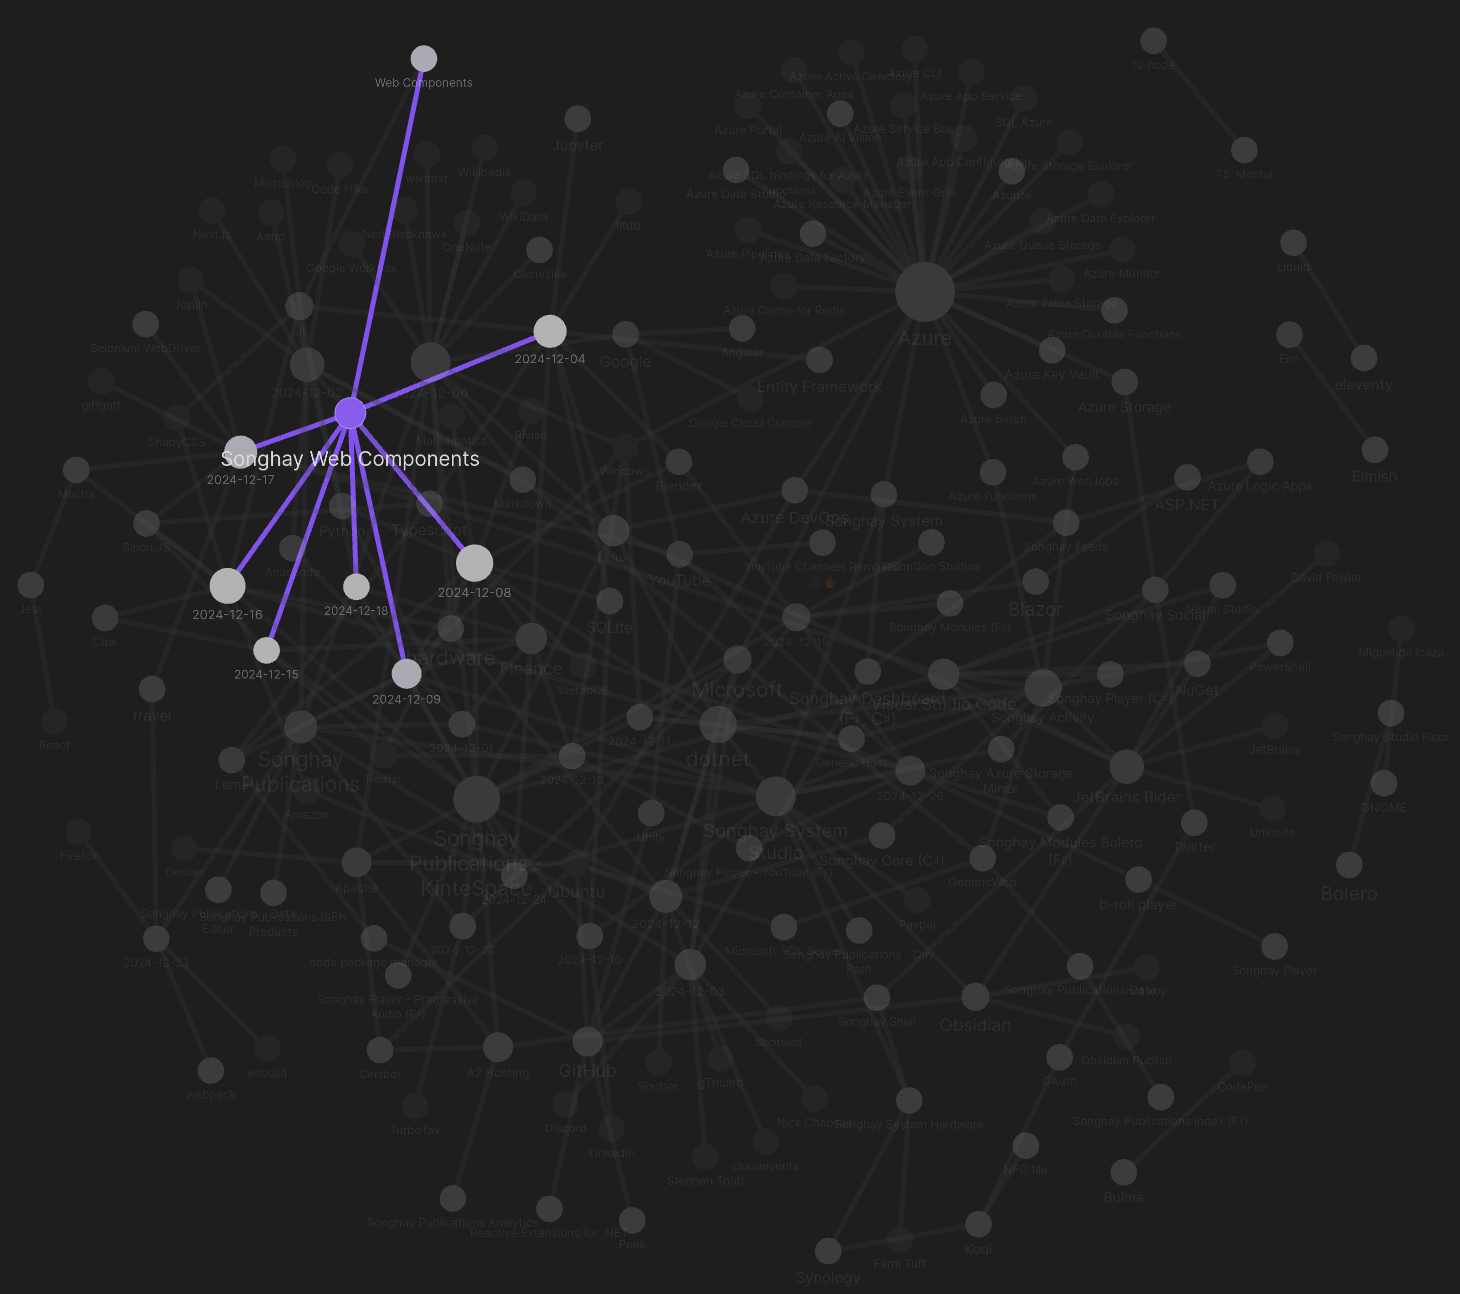 ts-node
Azure CLI
Azure Active Directory
Web Components
Azure Container Apps
Azure App Service
SQL Azure
Azure Portal
Azure Service Bus
Azure AI Vision
Jupyter
Azure App Configuration
Azure Storage Explorer
TS-Mocha
Wikipedia
wikitext
Micro.blog
Code Hike
Azure SQL bindings for Azure
Functions
Azure Data Studio
Azure Event Grid
Azurite
Azure Resource Manager
WikiData
litdb
Azure Data Explorer
Next.js
Astro
Ned Blackhawk
OneNote
Azure Queue Storage
Azure Pipelines
Azure Data Factory
Google Workbox
Clonezilla
Azure Monitor
Liquid
Joplin
Azure Table Storage
Azure Cache for Redis
Lit
Azure Durable Functions
Selenium WebDriver
Azure
Angular
Google
2024-12-04
Elm
Azure Key Vault
eleventy
Entity Framework
2024-12-02
2024-12-06
giffgaff
Azure Storage
Azure Batch
Google Cloud Console
ShadyCSS
Mathematica
Rivian
Songhay Web Components
Windows
2024-12-17
Blender
Azure WebJobs
Azure Logic Apps
Elmish
Mocha
Azure Functions
ASP.NET
Markdown
Azure DevOps
Songhay System
Python
Typescript
Sinon.JS
Linux
Songhay Feeds
YouTube Channels Removed
DemonGoo Studios
Anaconda
YouTube
David Fowler
2024-12-08
Jest
2024-12-16
2024-12-18
Blazor
Songhay Social
Visual Studio
Chai
SQLite
Songhay Modules (F♯)
2024-12-19
Miguel de Icaza
hardware
Finance
PowerShell
2024-12-15
Stereolab
Microsoft
NuGet
2024-12-09
Songhay Dashboard
(F♯, C♯)
Visual Studio Code
Songhay Player (C♯)
travel
Songhay Activity
React
2024-12-01
2024-12-11
Songhay Studio Floor
JetBrains
Songhay
Publications
dotnet
Generic Host
Lerna
Redlin
2024-12-13
Songhay Azure Storage
Mirror
2024-12-26
JetBrains Rider
GNOME
Amazon
Songhay System
Studio
Unicode
Unity
Songhay
Publications -
KinteSpace
Songhay Modules Bolero
(F♯)
Twitter
Firefox
Debian
Songhay Core (C♯)
Songhay Player - YouTube (F♯)
GenericWeb
Apache
Ubuntu
Bolero
2024-12-24
b-roll player
Songhay Publications - Data
Editor
Songhay Publications ISBN
Products
2024-12-12
Paypal
2024-12-22
2024-12-10
Microsoft SQL Server
Songhay Publications - Day
Path
2024-12-23
node package manager
Songhay Player
2024-12-03
Songhay Publications Data
hot-key
Songhay Player - Progressive
Audio (F♯)
Songhay Shell
Obsidian
Snotwell
Obsidian Publish
esbuild
Certbot
A2 Hosting
GitHub
webpack
Shutter
gThumb
OAuth
CodePen
Songhay Publications Index (F♯)
TurboTax
Discord
Nick Chapsas
Songhay System Hardware
LinkedIn
cloudevents
Stephen Toub
NFO file
Bulma
Songhay Publications Analytics
Reactive Extensions for .NET
Peek
Kodi
Farm Tuff
Synology